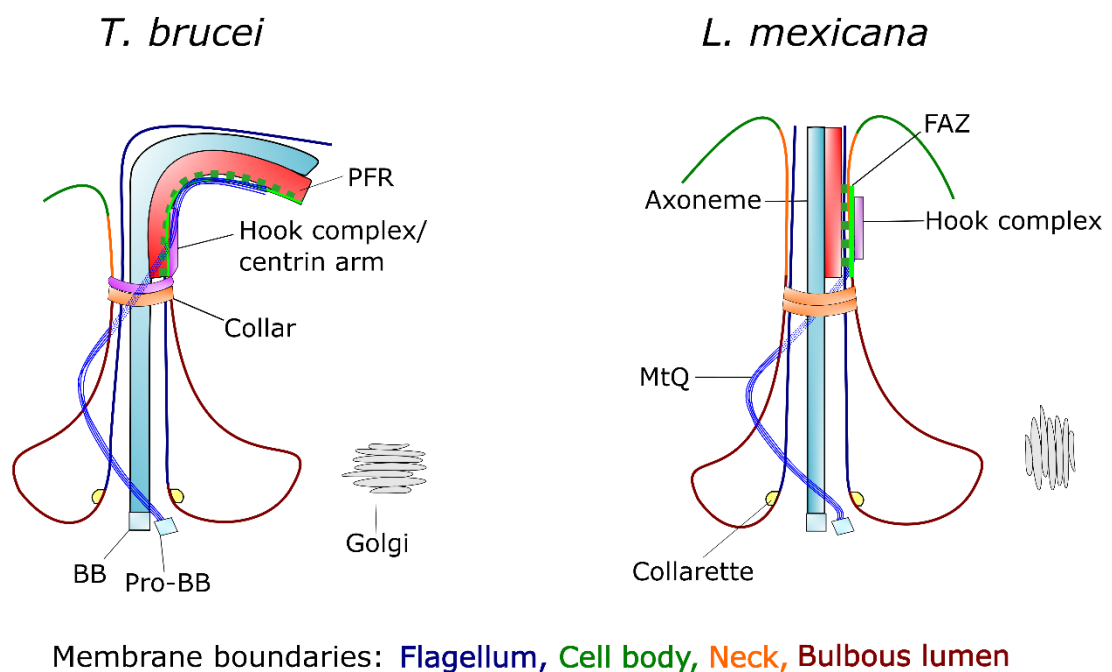 T. brucei
L. mexicana
PFR
Hook complex/
centrin arm
Collar
Golgi
BB
Pro-BB
FAZ
Axoneme
Hook complex
MtQ
Collarette
Membrane boundaries: Flagellum, Cell body, Neck, Bulbous lumen